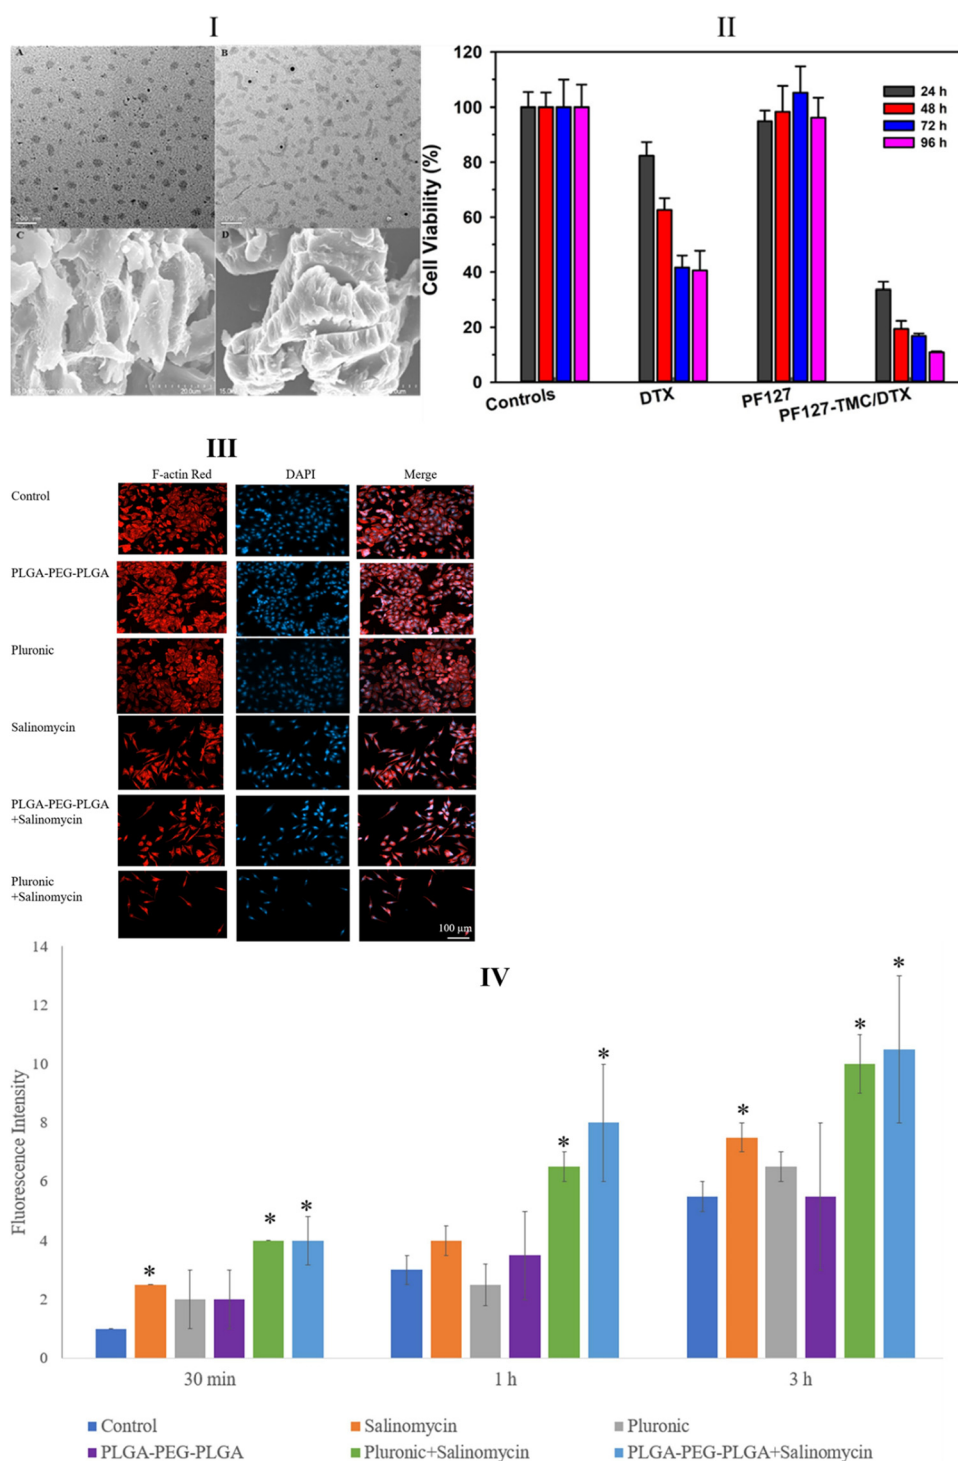 I
II
A
B
C
D
20.0um
120
100
80
60
40
20
0
Cell Viability (%)
24 h
48 h
72 h
96 h
Controls
DTX
PF127
PF127-TMC/DTX
III
F-actin Red
DAPI
Merge
Control
PLGA-PEG-PLGA
Pluronic
Salinomycin
PLGA-PEG-PLGA
+Salinomycin
Pluronic
+Salinomycin
100 µm
IV
14
12
10
8
6
4
2
0
Fluorescence Intensity
*
*
*
*
*
*
*
*
30 min
1 h
3 h
Control
Salinomycin
Pluronic
PLGA-PEG-PLGA
Pluronic+Salinomycin
PLGA-PEG-PLGA+Salinomycin